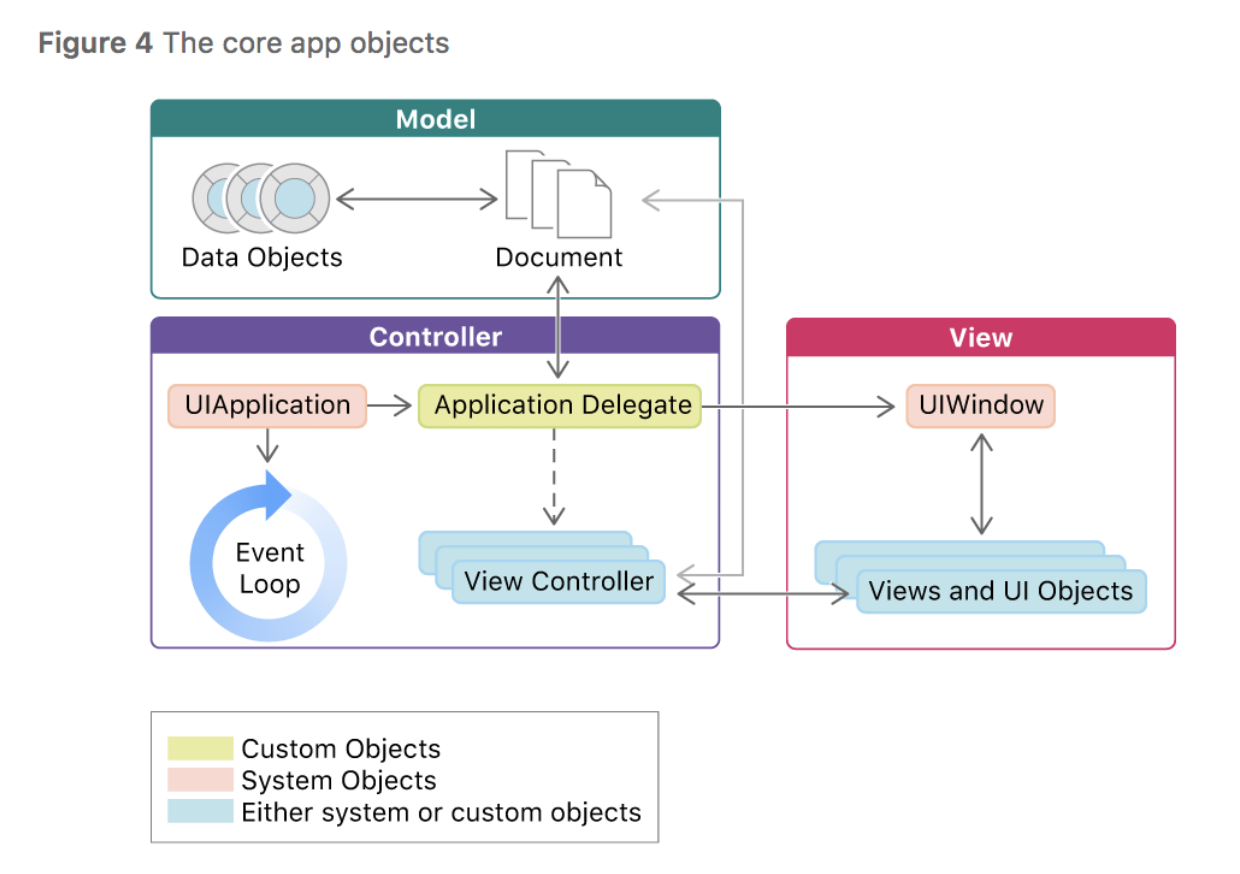 Figure 4 The core app objects
Model
Data Objects
Document
Controller
UIApplication
Application Delegate
Event
Loop
View Controller
View
UIWindow
Views and UI Objects
Custom Objects
System Objects
Either system or custom objects